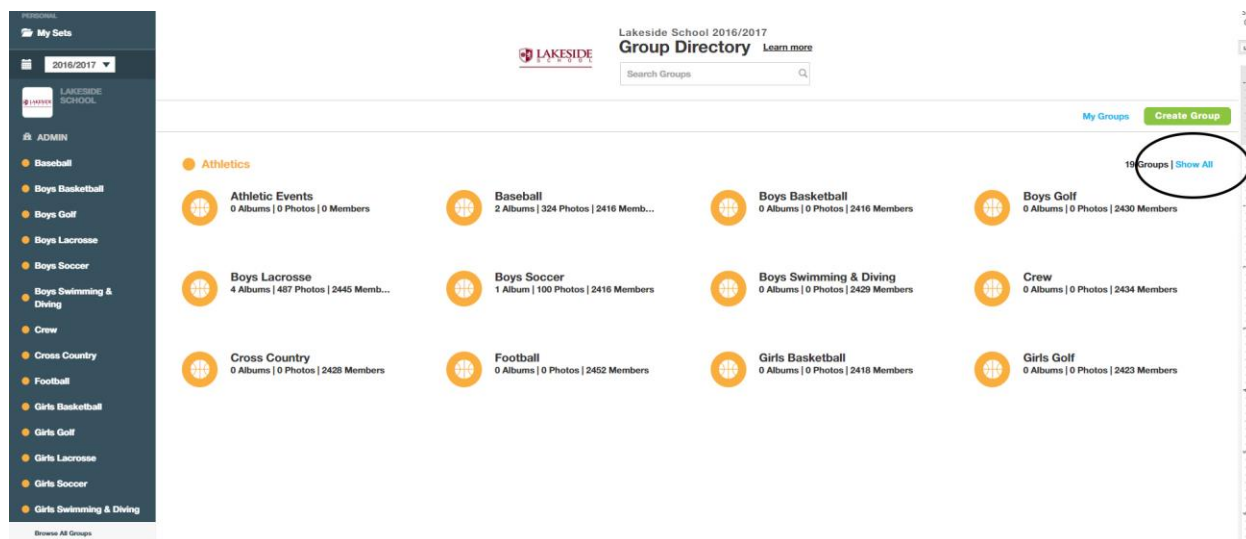 PERSONAL
My Sets
2016/2017
LAKESIDE
SCHOOL
LAKESIDE
ADMIN
Baseball
Boys Basketball
Boys Golf
Boys Lacrosse
Boys Soccer
Boys Swimming &
Diving
Crew
Cross Country
Football
Girls Basketball
Girls Golf
Girls Lacrosse
Girls Soccer
Girls Swimming & Diving
Browse All Groups
LAKESIDE
SCHOOL
Lakeside School 2016/2017
Group Directory Learn more
Search Groups
My Groups Create Group
Athletics
19 Groups | Show All
Athletic Events
0 Albums | 0 Photos | 0 Members
Baseball
2 Albums | 324 Photos | 2416 Memb...
Boys Basketball
0 Albums | 0 Photos | 2416 Members
Boys Golf
0 Albums | 0 Photos | 2430 Members
Boys Lacrosse
4 Albums | 487 Photos | 2445 Memb...
Boys Soccer
1 Album | 100 Photos | 2416 Members
Boys Swimming & Diving
0 Albums | 0 Photos | 2429 Members
Crew
0 Albums | 0 Photos | 2434 Members
Cross Country
0 Albums | 0 Photos | 2428 Members
Football
0 Albums | 0 Photos | 2452 Members
Girls Basketball
0 Albums | 0 Photos | 2418 Members
Girls Golf
0 Albums | 0 Photos | 2423 Members